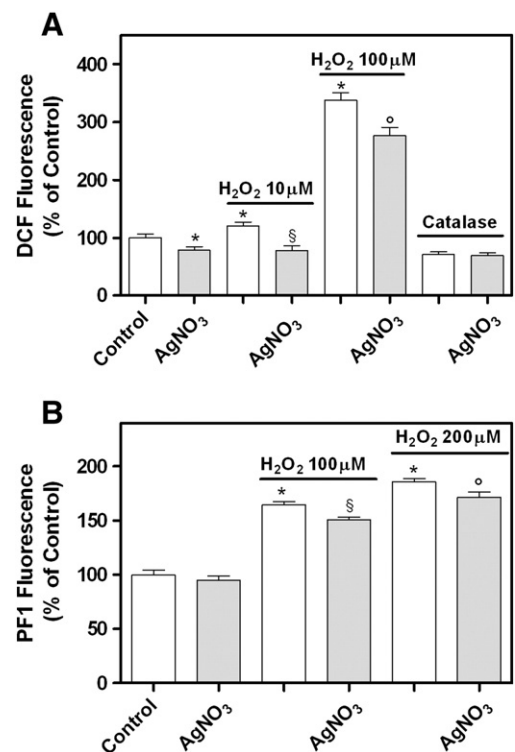 A
DCF Fluorescence
(% of Control)
400
300
200
100
0
H₂O₂ 100μM
*
°
H₂O₂ 10μM
*
*
§
Catalase
Control
AgNO₃
AgNO₃
AgNO₃
AgNO₃
B
PF1 Fluorescence
(% of Control)
200
150
100
50
0
H₂O₂ 200μM
H₂O₂ 100μM
*
°
*
§
Control
AgNO₃
AgNO₃
AgNO₃